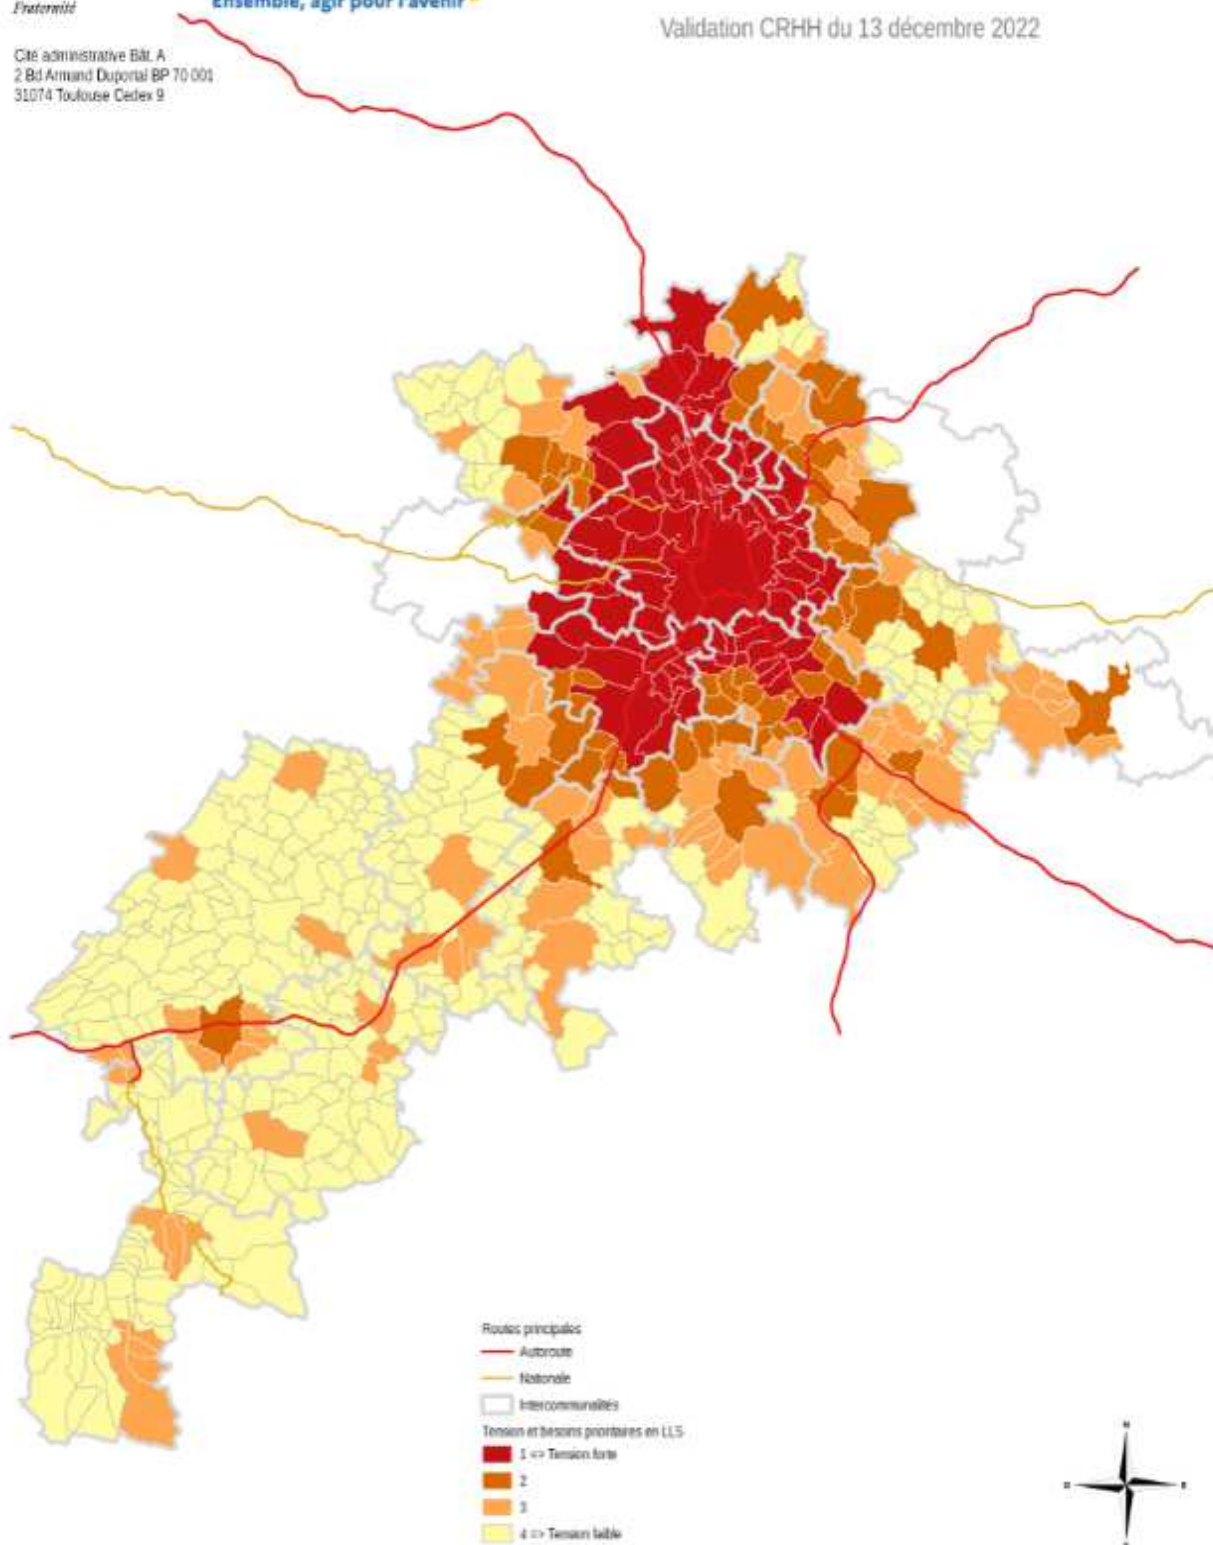 Fraternité
Ensemble, agir pour l'avenir
Validation CRHH du 13 décembre 2022
Cité administrative Bât. A
2 Bd Armand Duportal BP 70 001
31074 Toulouse Cedex 9
Routes principales
Autoroute
Nationale
Intercommunalités
Tension et besoins prioritaires en LLS
1 => Tension forte
2
3
4 => Tension faible
N